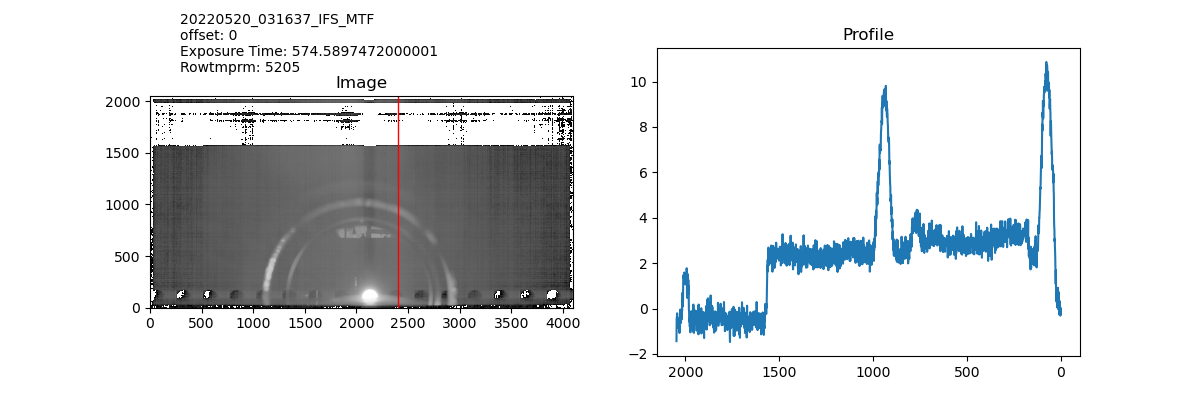 20220520_031637_IFS_MTF
offset: 0
Exposure Time: 574.5897472000001
Rowtmprm: 5205
Image
2000
1500
1000
500
0
0 500 1000 1500 2000 2500 3000 3500 4000
Profile
10
8
6
4
2
0
−2
2000 1500 1000 500 0